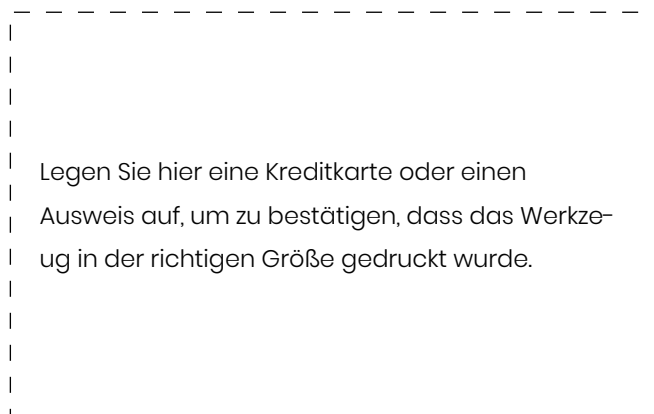 Legen Sie hier eine Kreditkarte oder einen
Ausweis auf, um zu bestätigen, dass das Werkze-
ug in der richtigen Größe gedruckt wurde.